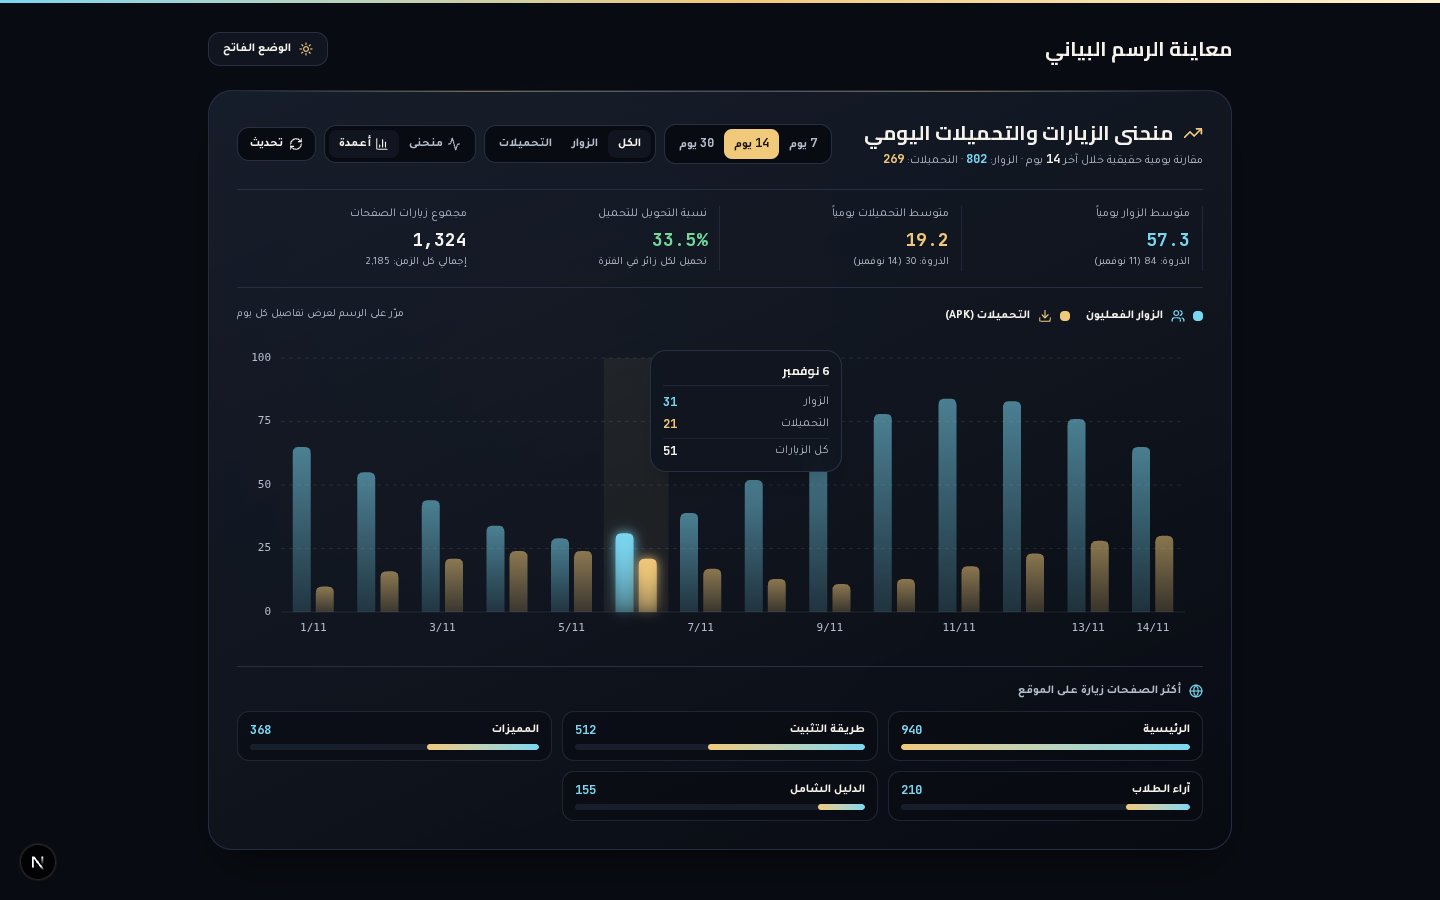 معاينة الرسم البياني
الوضع الفاتح
منحنى الزيارات والتحميلات اليومي
مقارنة يومية حقيقية خلال آخر 14 يوم · الزوار: 802 · التحميلات: 269
7 يوم
14 يوم
30 يوم
الكل
الزوار
التحميلات
منحنى
أعمدة
تحديث
متوسط الزوار يومياً
57.3
الذروة: 84 (11 نوفمبر)
متوسط التحميلات يومياً
19.2
الذروة: 30 (14 نوفمبر)
نسبة التحويل للتحميل
33.5%
تحميل لكل زائر في الفترة
مجموع زيارات الصفحات
1,324
إجمالي كل الزمن: 2,185
الزوار الفعليون
التحميلات (APK)
مرّر على الرسم لعرض تفاصيل كل يوم
100
75
50
25
0
6 نوفمبر
الزوار 31
التحميلات 21
كل الزيارات 51
1/11 3/11 5/11 7/11 9/11 11/11 13/11 14/11
أكثر الصفحات زيارة على الموقع
الرئيسية 940
طريقة التثبيت 512
المميزات 368
آراء الطلاب 210
الدليل الشامل 155
N